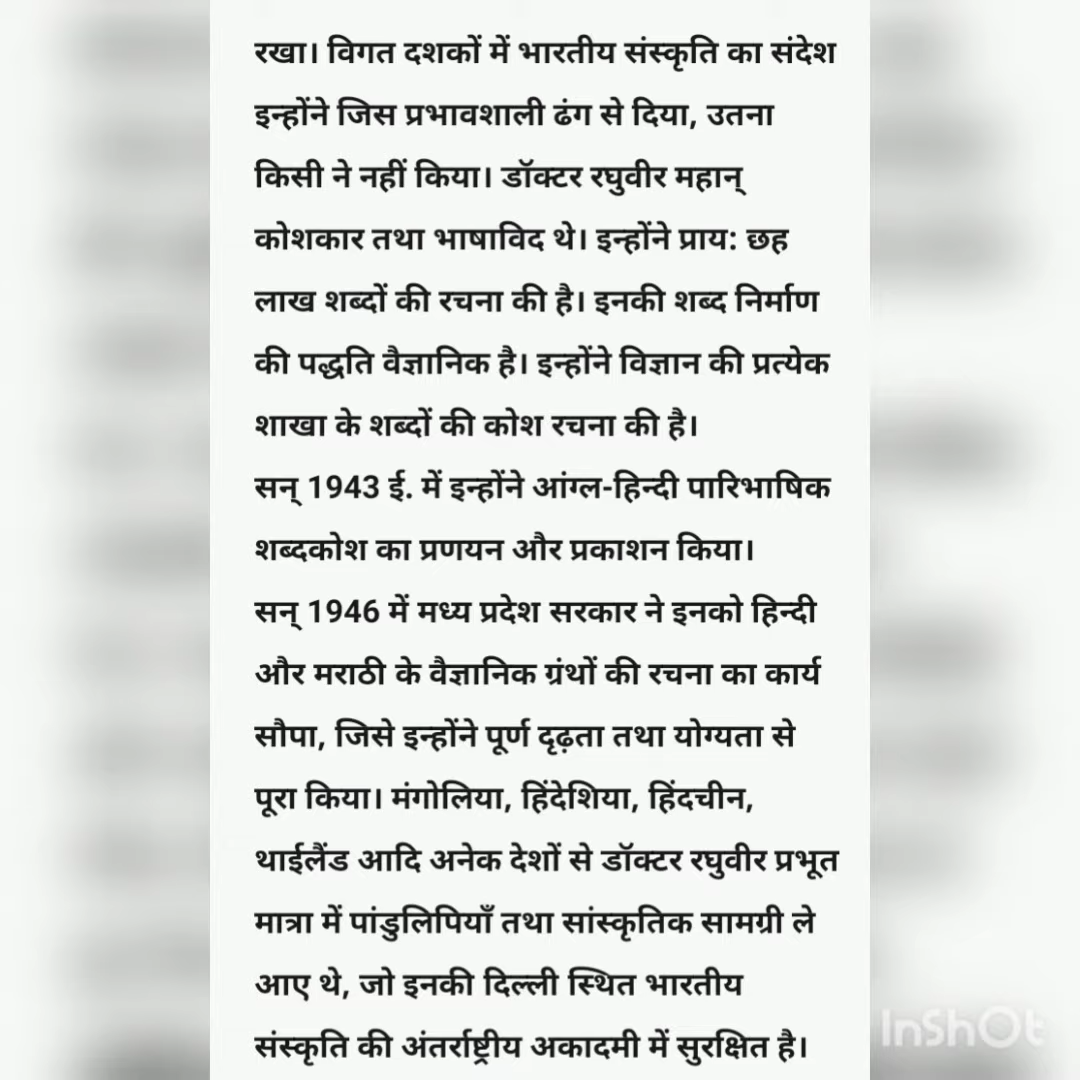 रखा। विगत दशकों में भारतीय संस्कृति का संदेश
इन्होंने जिस प्रभावशाली ढंग से दिया, उतना
किसी ने नहीं किया। डॉक्टर रघुवीर महान्
कोशकार तथा भाषाविद थे। इन्होंने प्राय: छह
लाख शब्दों की रचना की है। इनकी शब्द निर्माण
की पद्धति वैज्ञानिक है। इन्होंने विज्ञान की प्रत्येक
शाखा के शब्दों की कोश रचना की है।
सन् 1943 ई. में इन्होंने आंग्ल-हिन्दी पारिभाषिक
शब्दकोश का प्रणयन और प्रकाशन किया।
सन् 1946 में मध्य प्रदेश सरकार ने इनको हिन्दी
और मराठी के वैज्ञानिक ग्रंथों की रचना का कार्य
सौपा, जिसे इन्होंने पूर्ण दृढ़ता तथा योग्यता से
पूरा किया। मंगोलिया, हिंदेशिया, हिंदचीन,
थाईलैंड आदि अनेक देशों से डॉक्टर रघुवीर प्रभूत
मात्रा में पांडुलिपियाँ तथा सांस्कृतिक सामग्री ले
आए थे, जो इनकी दिल्ली स्थित भारतीय
संस्कृति की अंतर्राष्ट्रीय अकादमी में सुरक्षित है।
InShOt